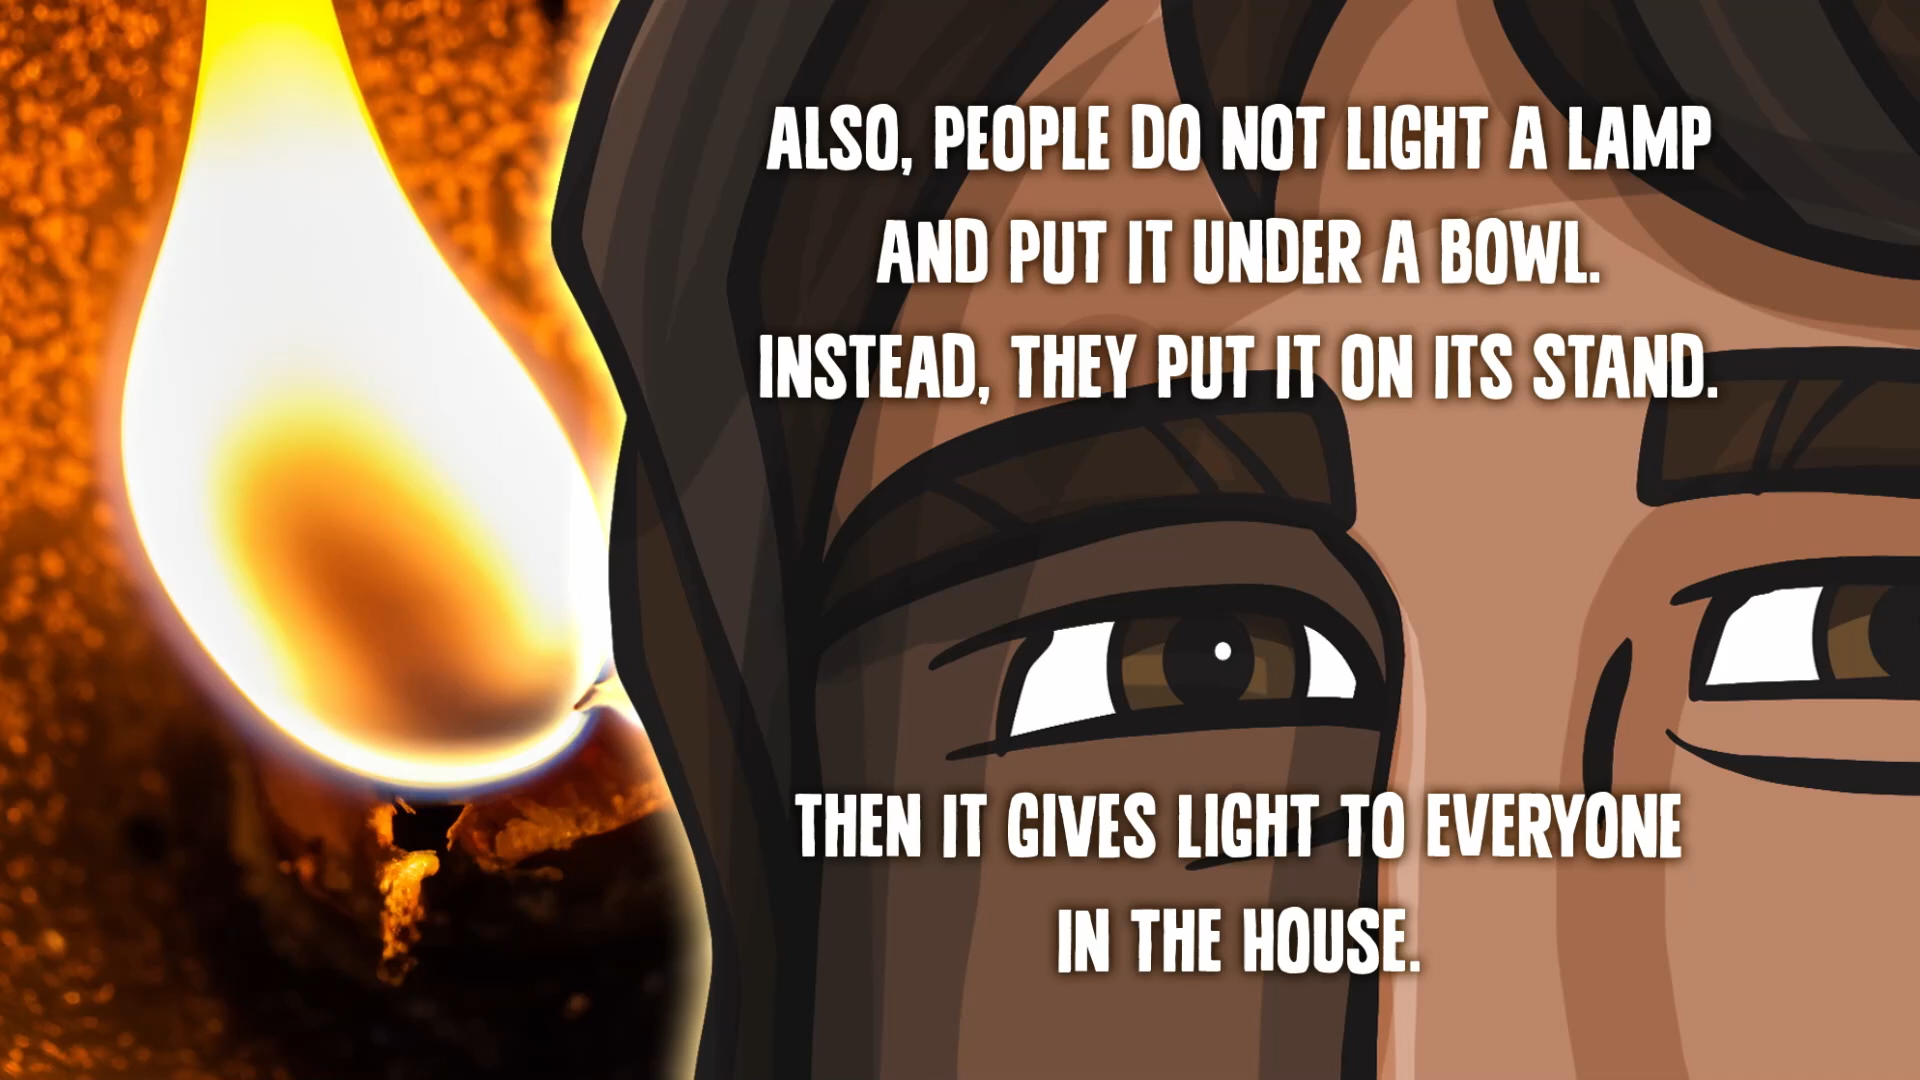 ALSO, PEOPLE DO NOT LIGHT A LAMP
AND PUT IT UNDER A BOWL.
INSTEAD, THEY PUT IT ON ITS STAND.
THEN IT GIVES LIGHT TO EVERYONE
IN THE HOUSE.